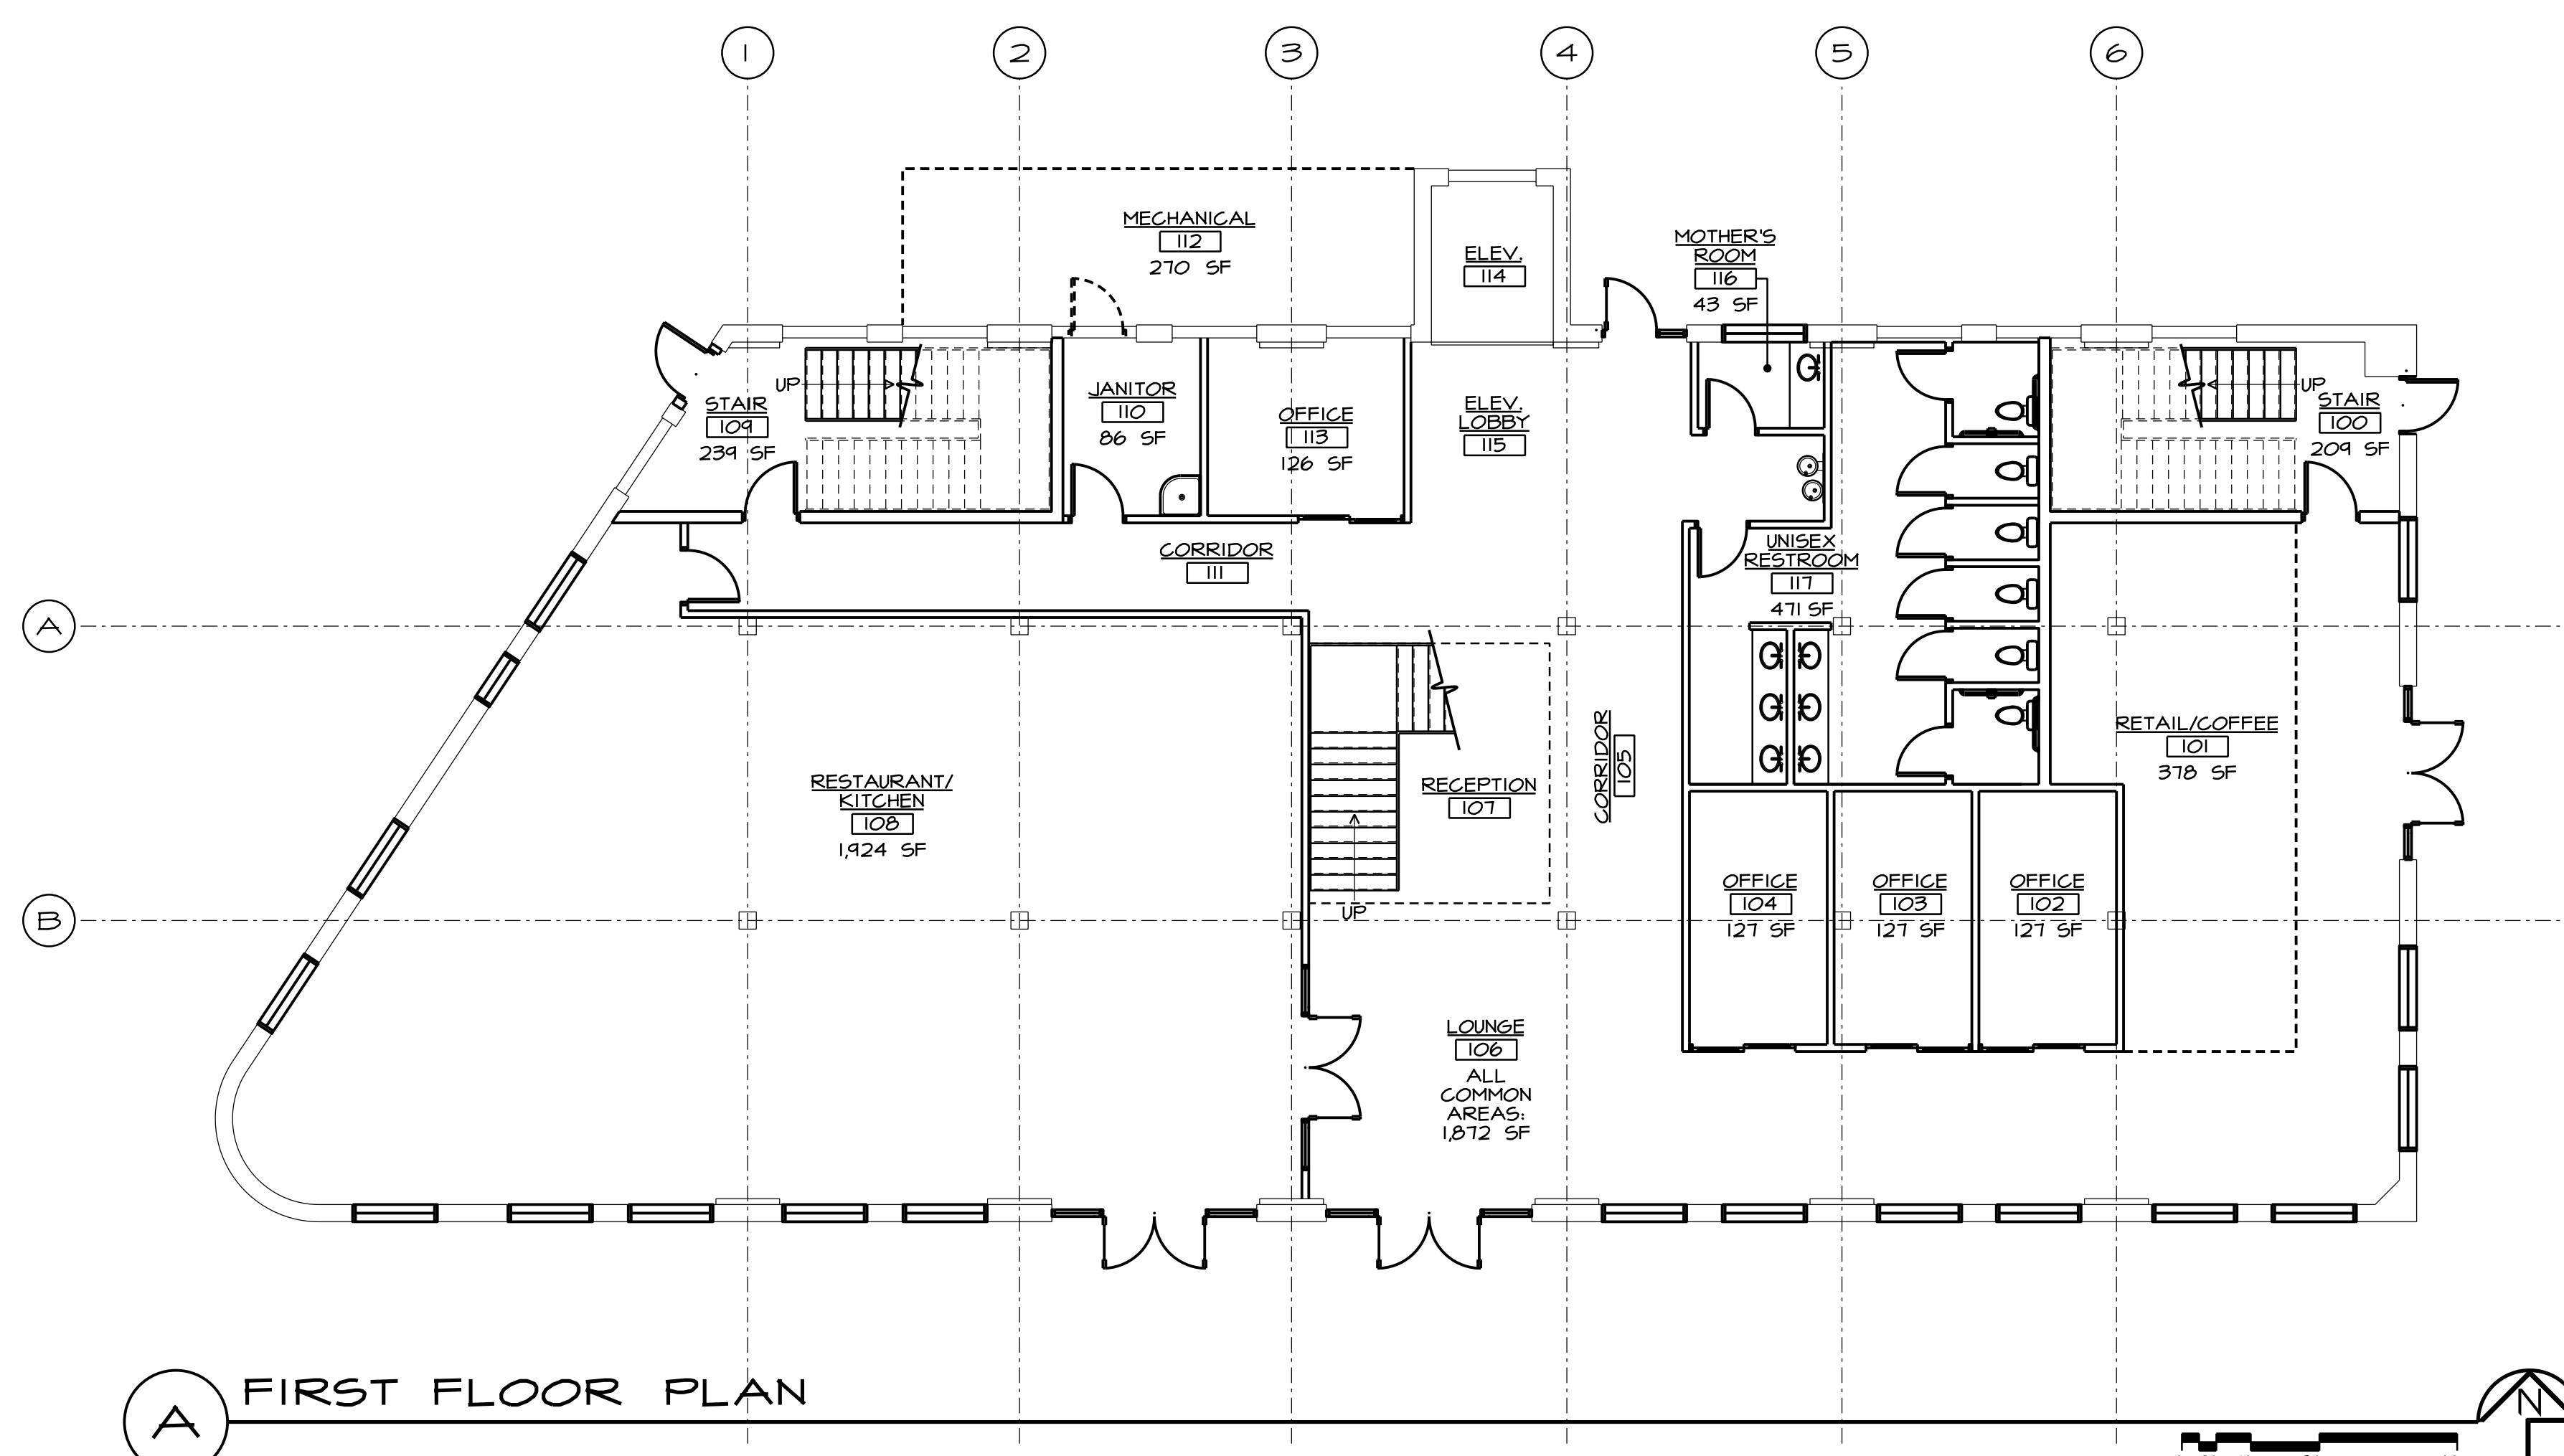 1 2 3 4 5 6
MECHANICAL
112
270 SF
ELEV.
114
MOTHER'S
ROOM
116
43 SF
UP
STAIR
109
239 SF
JANITOR
110
86 SF
OFFICE
113
126 SF
ELEV.
LOBBY
115
UP
STAIR
100
209 SF
CORRIDOR
111
UNISEX
RESTROOM
117
471 SF
A
RESTAURANT/
KITCHEN
108
1,924 SF
RECEPTION
107
CORRIDOR
105
RETAIL/COFFEE
101
378 SF
UP
B
OFFICE
104
127 SF
OFFICE
103
127 SF
OFFICE
102
127 SF
LOUNGE
106
ALL
COMMON
AREAS:
1,872 SF
A
FIRST FLOOR PLAN
N